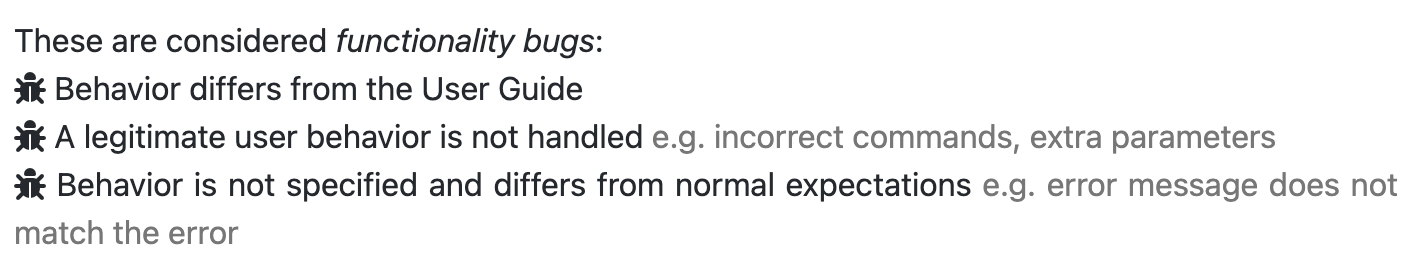 These are considered functionality bugs:
Behavior differs from the User Guide
A legitimate user behavior is not handled e.g. incorrect commands, extra parameters
Behavior is not specified and differs from normal expectations e.g. error message does not
match the error